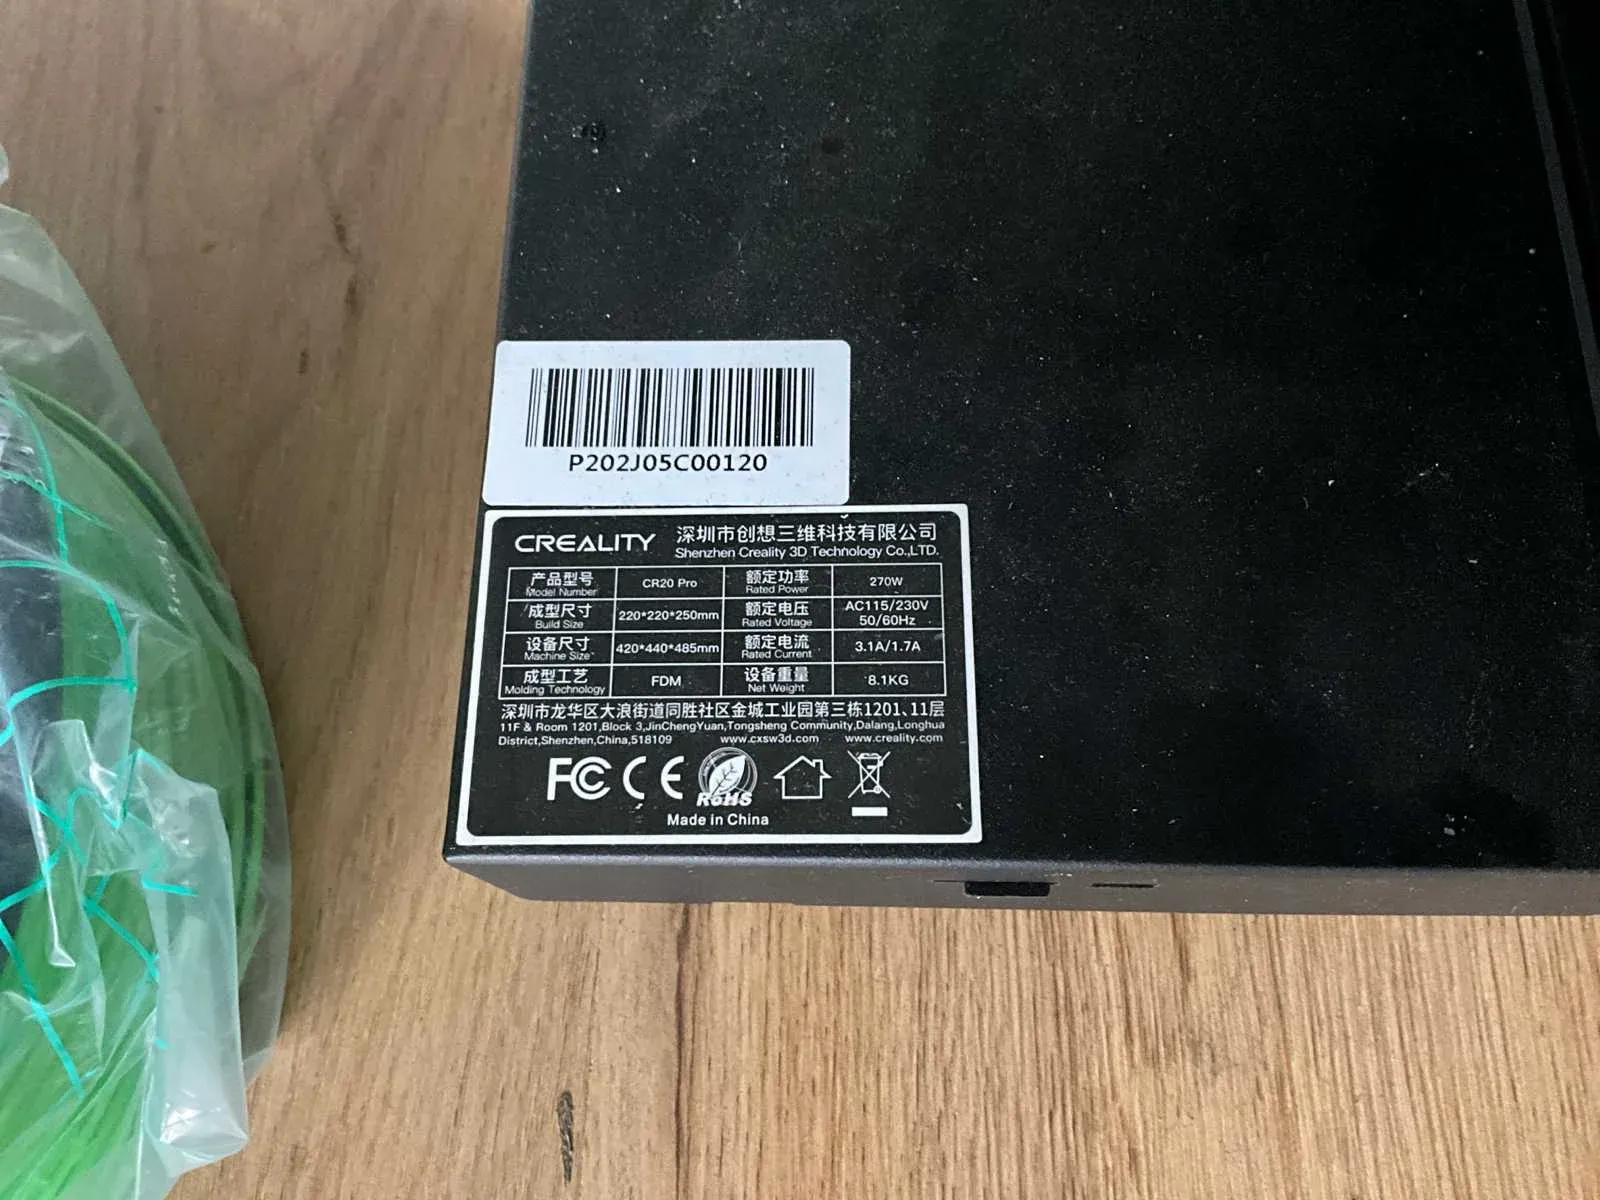 P202J05C00120
CREALITY 深圳市创想三维科技有限公司
Shenzhen Creality 3D Technology Co.,LTD.
产品型号 CR20 Pro 额定功率 270W
Model Number Rated Power
成型尺寸 220*220*250mm 额定电压 AC115/230V
Build Size Rated Voltage 50/60Hz
设备尺寸 420*440*485mm 额定电流 3.1A/1.7A
Machine Size Rated Current
成型工艺 FDM 设备重量 8.1KG
Molding Technology Net Weight
深圳市龙华区大浪街道同胜社区金城工业园第三栋1201、11层
11F & Room 1201,Block 3,JinChengYuan,Tongsheng Community,Dalang,Longhua
District,Shenzhen,China,518109 www.cxsw3d.com www.creality.com
FC CE RoHS
Made in China